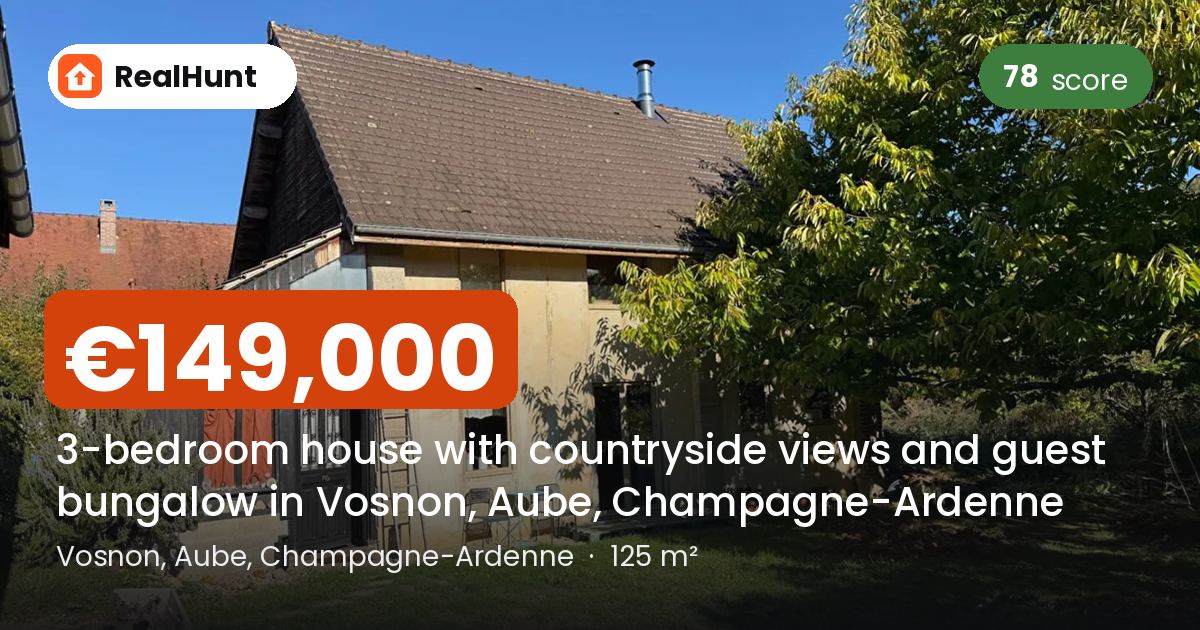 RealHunt
78 score
€149,000
3-bedroom house with countryside views and guest
bungalow in Vosnon, Aube, Champagne-Ardenne
Vosnon, Aube, Champagne-Ardenne · 125 m²